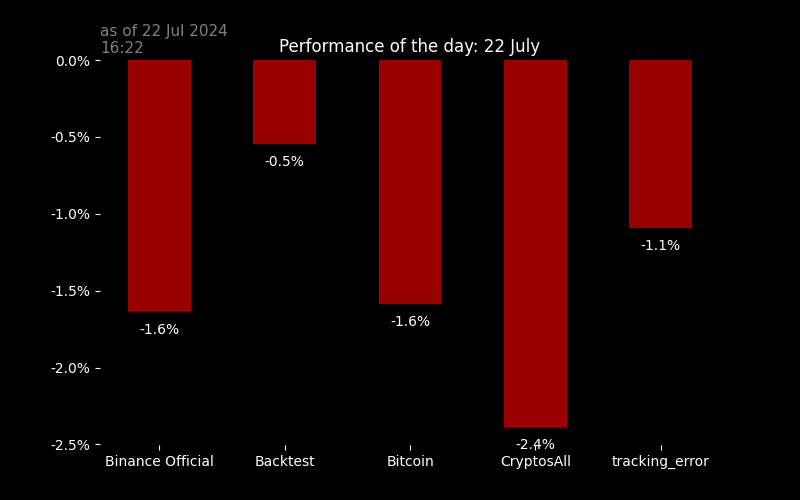 as of 22 Jul 2024
16:22
Performance of the day: 22 July
0.0%
-0.5%
-1.0%
-1.5%
-2.0%
-2.5%
-1.6%
-0.5%
-1.6%
-2.4%
-1.1%
Binance Official
Backtest
Bitcoin
CryptosAll
tracking_error